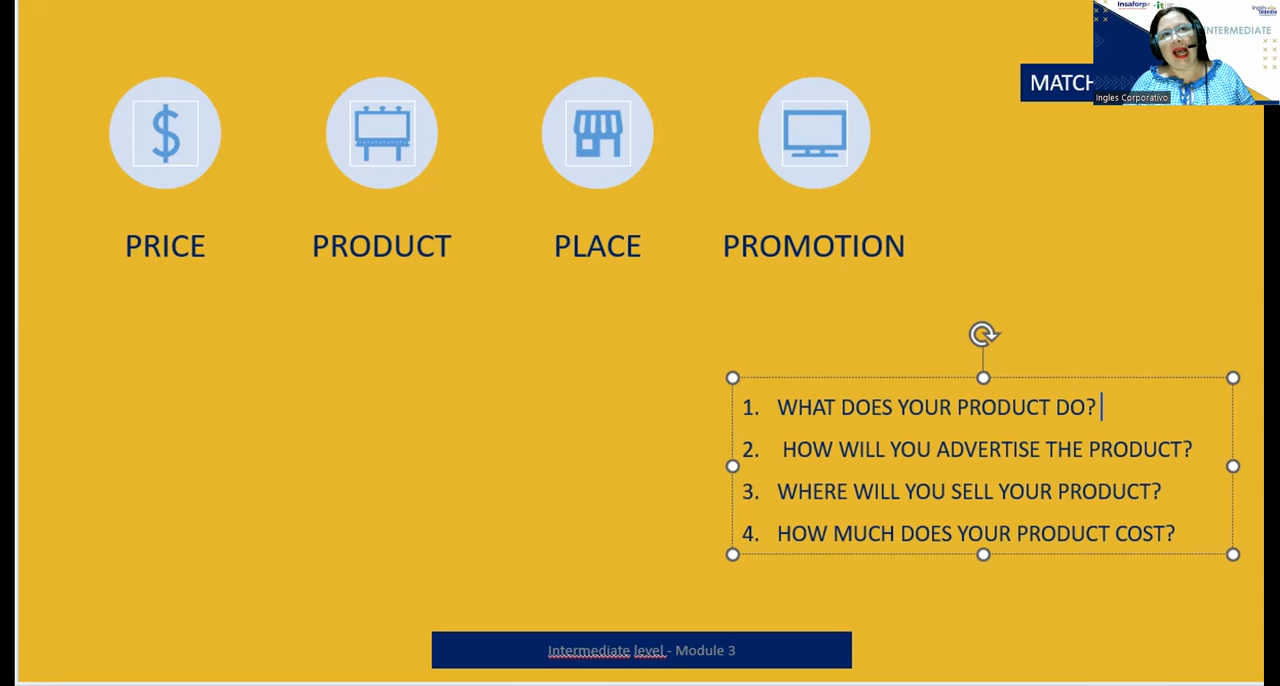 Insaforp
INTERMEDIATE
MATCH
Ingles Corporativo
$
PRICE
PRODUCT
PLACE
PROMOTION
1. WHAT DOES YOUR PRODUCT DO?
2. HOW WILL YOU ADVERTISE THE PRODUCT?
3. WHERE WILL YOU SELL YOUR PRODUCT?
4. HOW MUCH DOES YOUR PRODUCT COST?
Intermediate level - Module 3